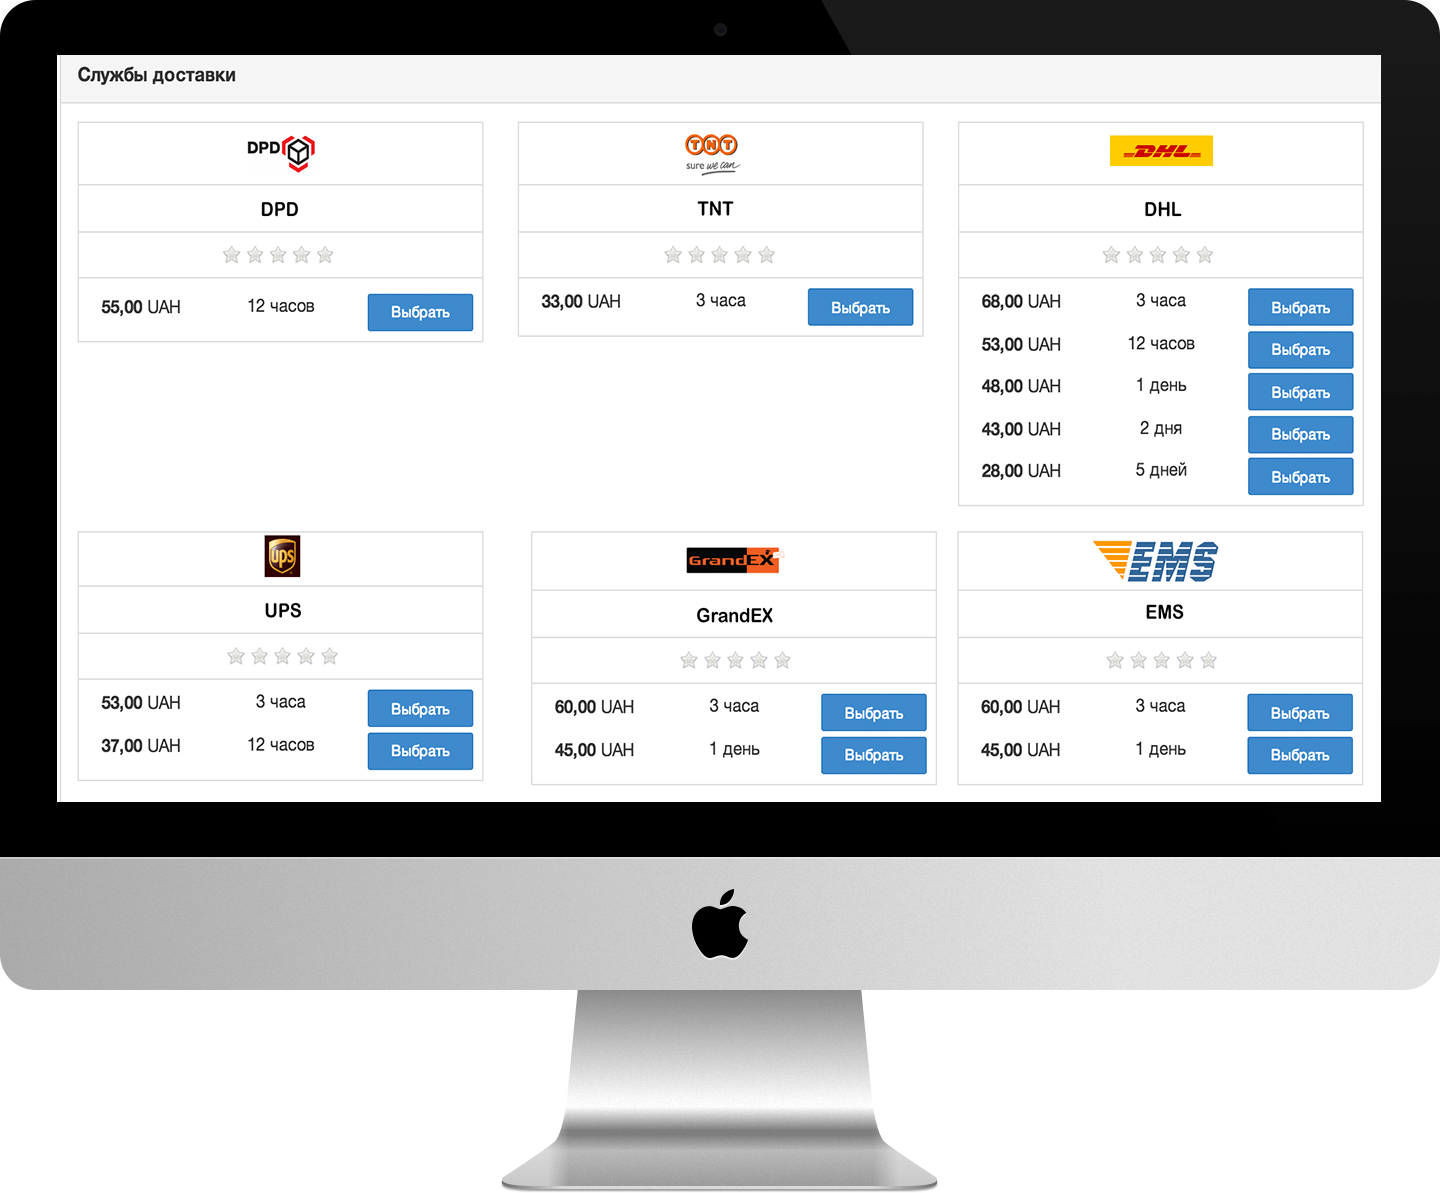 Службы доставки
DPD
DPD
55,00 UAH 12 часов Выбрать
TNT
sure we can
TNT
33,00 UAH 3 часа Выбрать
DHL
DHL
68,00 UAH 3 часа Выбрать
53,00 UAH 12 часов Выбрать
48,00 UAH 1 день Выбрать
43,00 UAH 2 дня Выбрать
28,00 UAH 5 дней Выбрать
ups
UPS
53,00 UAH 3 часа Выбрать
37,00 UAH 12 часов Выбрать
GrandEX
GrandEX
60,00 UAH 3 часа Выбрать
45,00 UAH 1 день Выбрать
EMS
EMS
60,00 UAH 3 часа Выбрать
45,00 UAH 1 день Выбрать